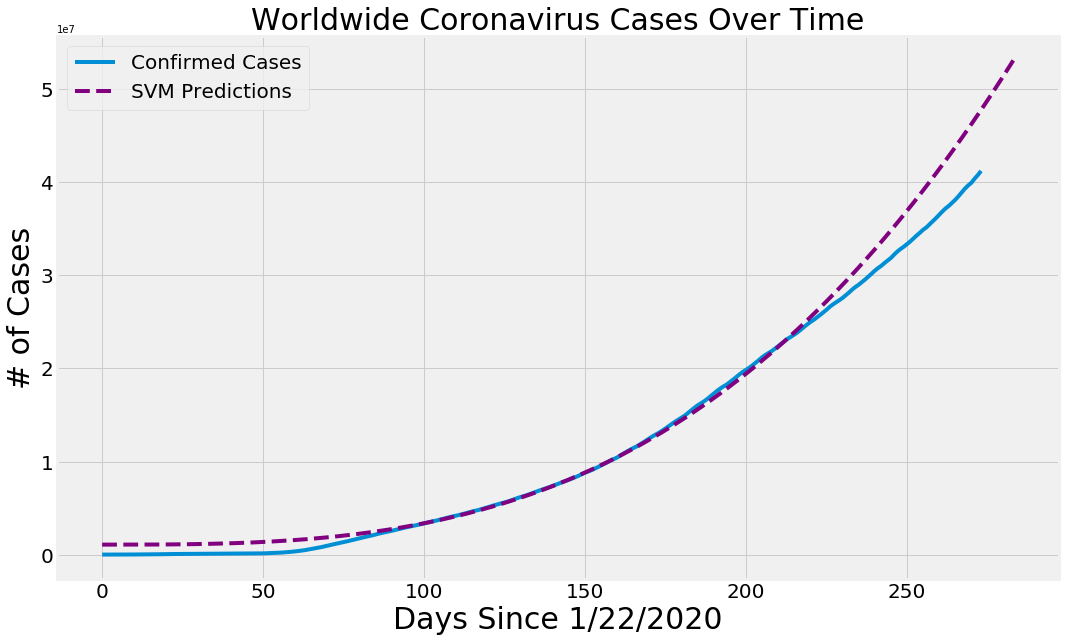 Worldwide Coronavirus Cases Over Time
1e7
Confirmed Cases
SVM Predictions
5
4
3
2
1
0
# of Cases
0 50 100 150 200 250
Days Since 1/22/2020